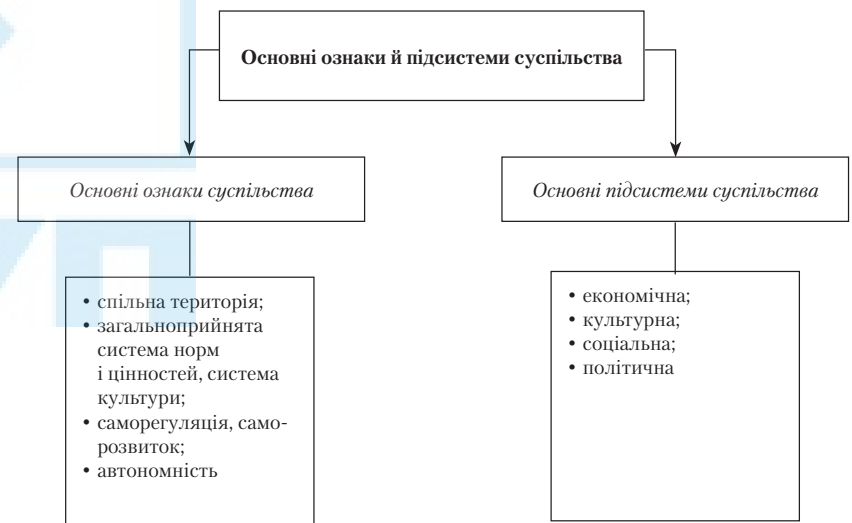 Основні ознаки й підсистеми суспільства
Основні ознаки суспільства
Основні підсистеми суспільства
• спільна територія;
• загальноприйнята
система норм
і цінностей, система
культури;
• саморегуляція, само-
розвиток;
• автономність
• економічна;
• культурна;
• соціальна;
• політична